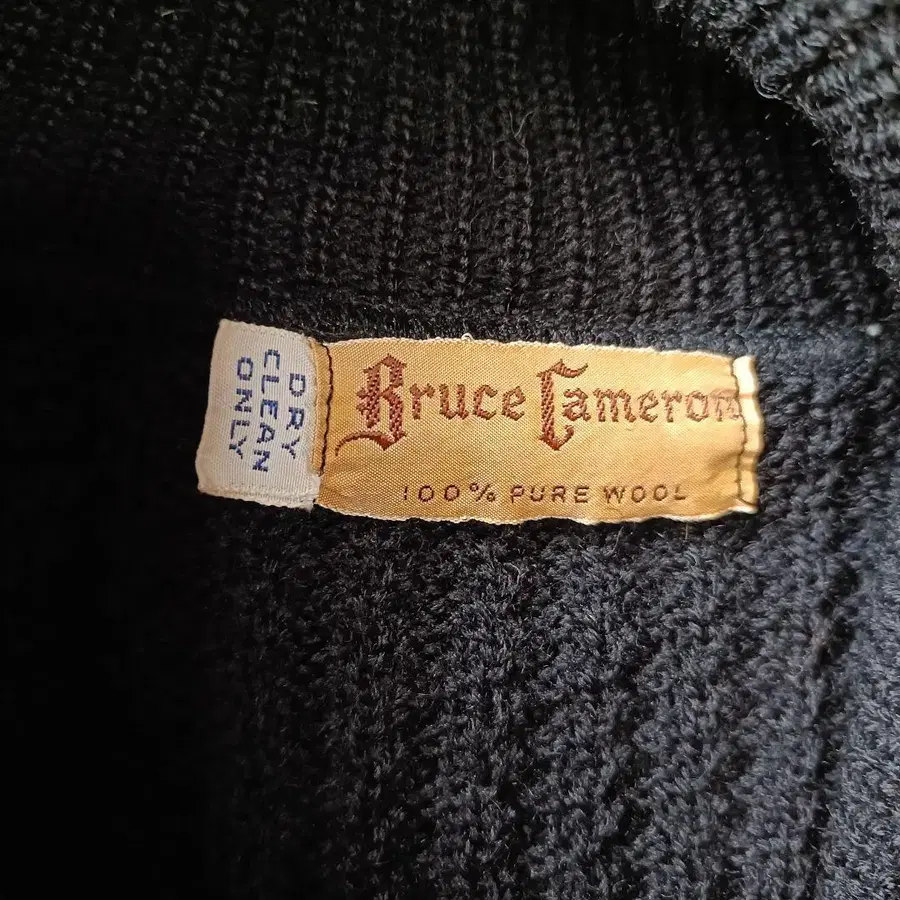 DRY
CLEAN
ONLY
Bruce Cameron
100% PURE WOOL